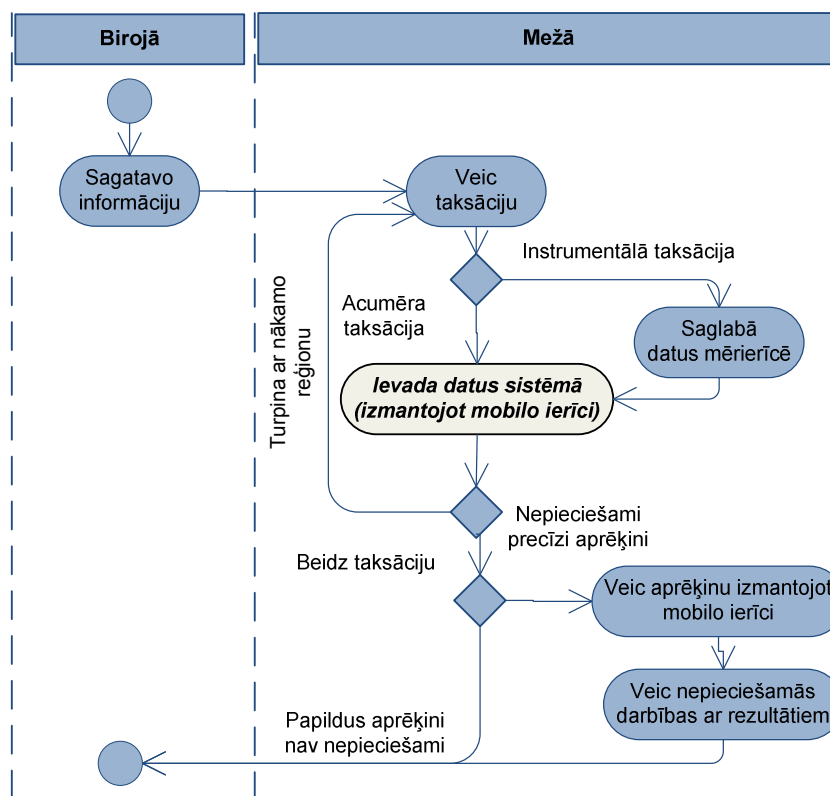 Birojā
Mežā
Sagatavo
informāciju
Veic
taksāciju
Instrumentālā taksācija
Acumēra
taksācija
Saglabā
datus mērierīcē
Turpina ar nākamo
reģionu
Ievada datus sistēmā
(izmantojot mobilo ierīci)
Nepieciešami
precīzi aprēķini
Beidz taksāciju
Veic aprēķinu izmantojot
mobilo ierīci
Veic nepieciešamās
darbības ar rezultātiem
Papildus aprēķini
nav nepieciešami